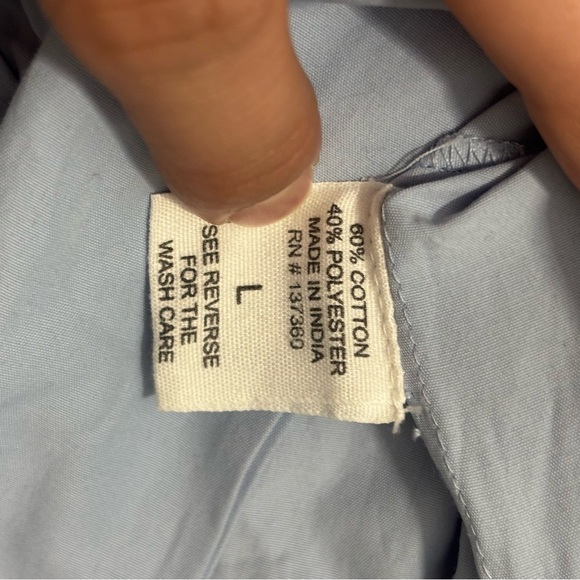 60% COTTON
40% POLYESTER
MADE IN INDIA
RN # 137360
L
SEE REVERSE
FOR THE
WASH CARE